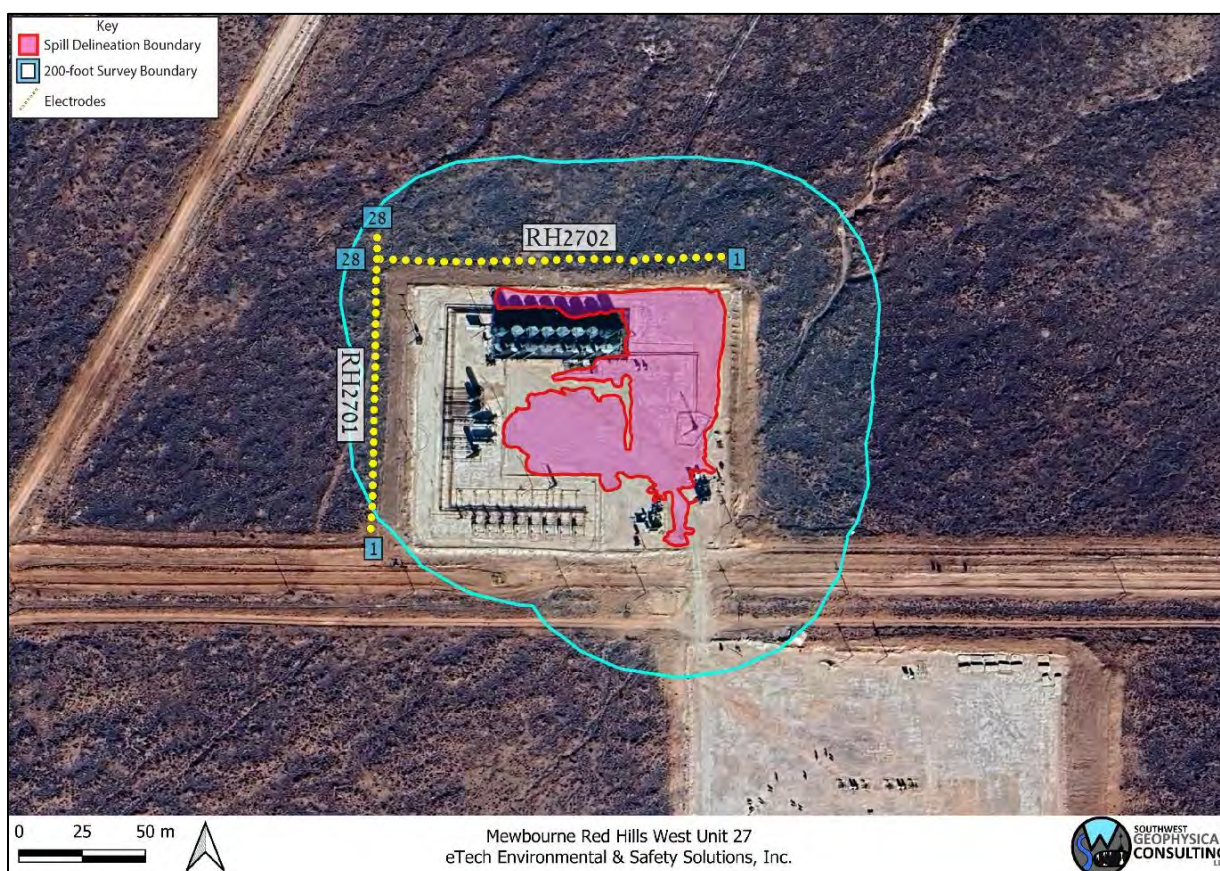 Key
Spill Delineation Boundary
200-foot Survey Boundary
Electrodes
28
28
RH2702
1
RH2701
1
0 25 50 m
Mewbourne Red Hills West Unit 27
eTech Environmental & Safety Solutions, Inc.
SOUTHWEST
GEOPHYSICAL
CONSULTING